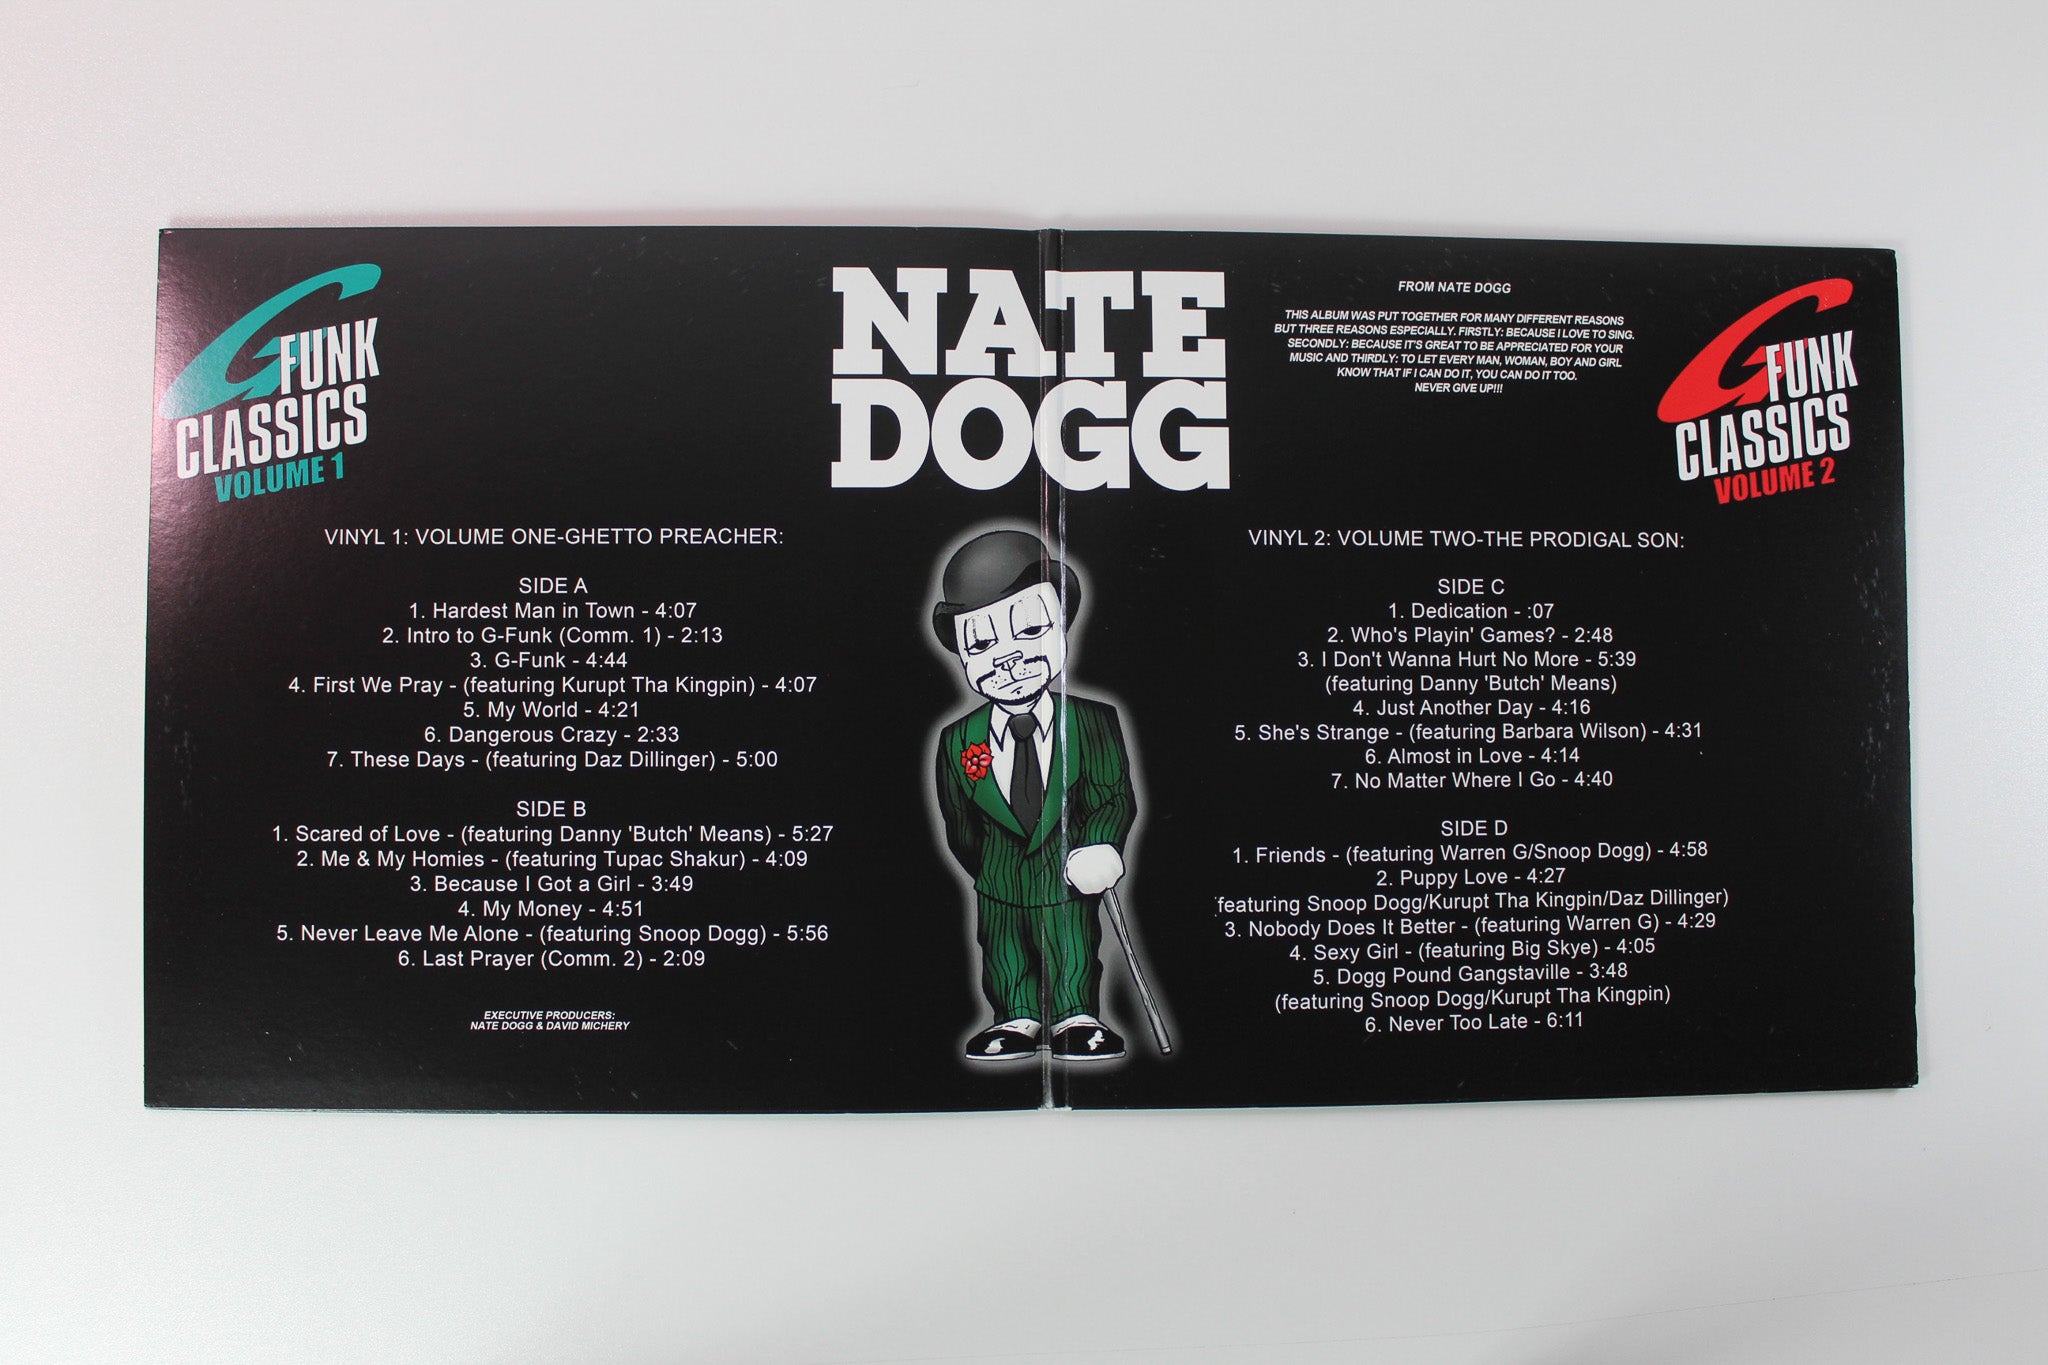 G FUNK
CLASSICS
VOLUME 1
NATE
DOGG
FROM NATE DOGG
THIS ALBUM WAS PUT TOGETHER FOR MANY DIFFERENT REASONS
BUT THREE REASONS ESPECIALLY. FIRSTLY: BECAUSE I LOVE TO SING.
SECONDLY: BECAUSE IT'S GREAT TO BE APPRECIATED FOR YOUR
MUSIC AND THIRDLY: TO LET EVERY MAN, WOMAN, BOY AND GIRL
KNOW THAT IF I CAN DO IT, YOU CAN DO IT TOO.
NEVER GIVE UP!!!
G FUNK
CLASSICS
VOLUME 2
VINYL 1: VOLUME ONE-GHETTO PREACHER:
SIDE A
1. Hardest Man in Town - 4:07
2. Intro to G-Funk (Comm. 1) - 2:13
3. G-Funk - 4:44
4. First We Pray - (featuring Kurupt Tha Kingpin) - 4:07
5. My World - 4:21
6. Dangerous Crazy - 2:33
7. These Days - (featuring Daz Dillinger) - 5:00
SIDE B
1. Scared of Love - (featuring Danny 'Butch' Means) - 5:27
2. Me & My Homies - (featuring Tupac Shakur) - 4:09
3. Because I Got a Girl - 3:49
4. My Money - 4:51
5. Never Leave Me Alone - (featuring Snoop Dogg) - 5:56
6. Last Prayer (Comm. 2) - 2:09
EXECUTIVE PRODUCERS:
NATE DOGG & DAVID MICHERY
VINYL 2: VOLUME TWO-THE PRODIGAL SON:
SIDE C
1. Dedication - :07
2. Who's Playin' Games? - 2:48
3. I Don't Wanna Hurt No More - 5:39
(featuring Danny 'Butch' Means)
4. Just Another Day - 4:16
5. She's Strange - (featuring Barbara Wilson) - 4:31
6. Almost in Love - 4:14
7. No Matter Where I Go - 4:40
SIDE D
1. Friends - (featuring Warren G/Snoop Dogg) - 4:58
2. Puppy Love - 4:27
featuring Snoop Dogg/Kurupt Tha Kingpin/Daz Dillinger)
3. Nobody Does It Better - (featuring Warren G) - 4:29
4. Sexy Girl - (featuring Big Skye) - 4:05
5. Dogg Pound Gangstaville - 3:48
(featuring Snoop Dogg/Kurupt Tha Kingpin)
6. Never Too Late - 6:11